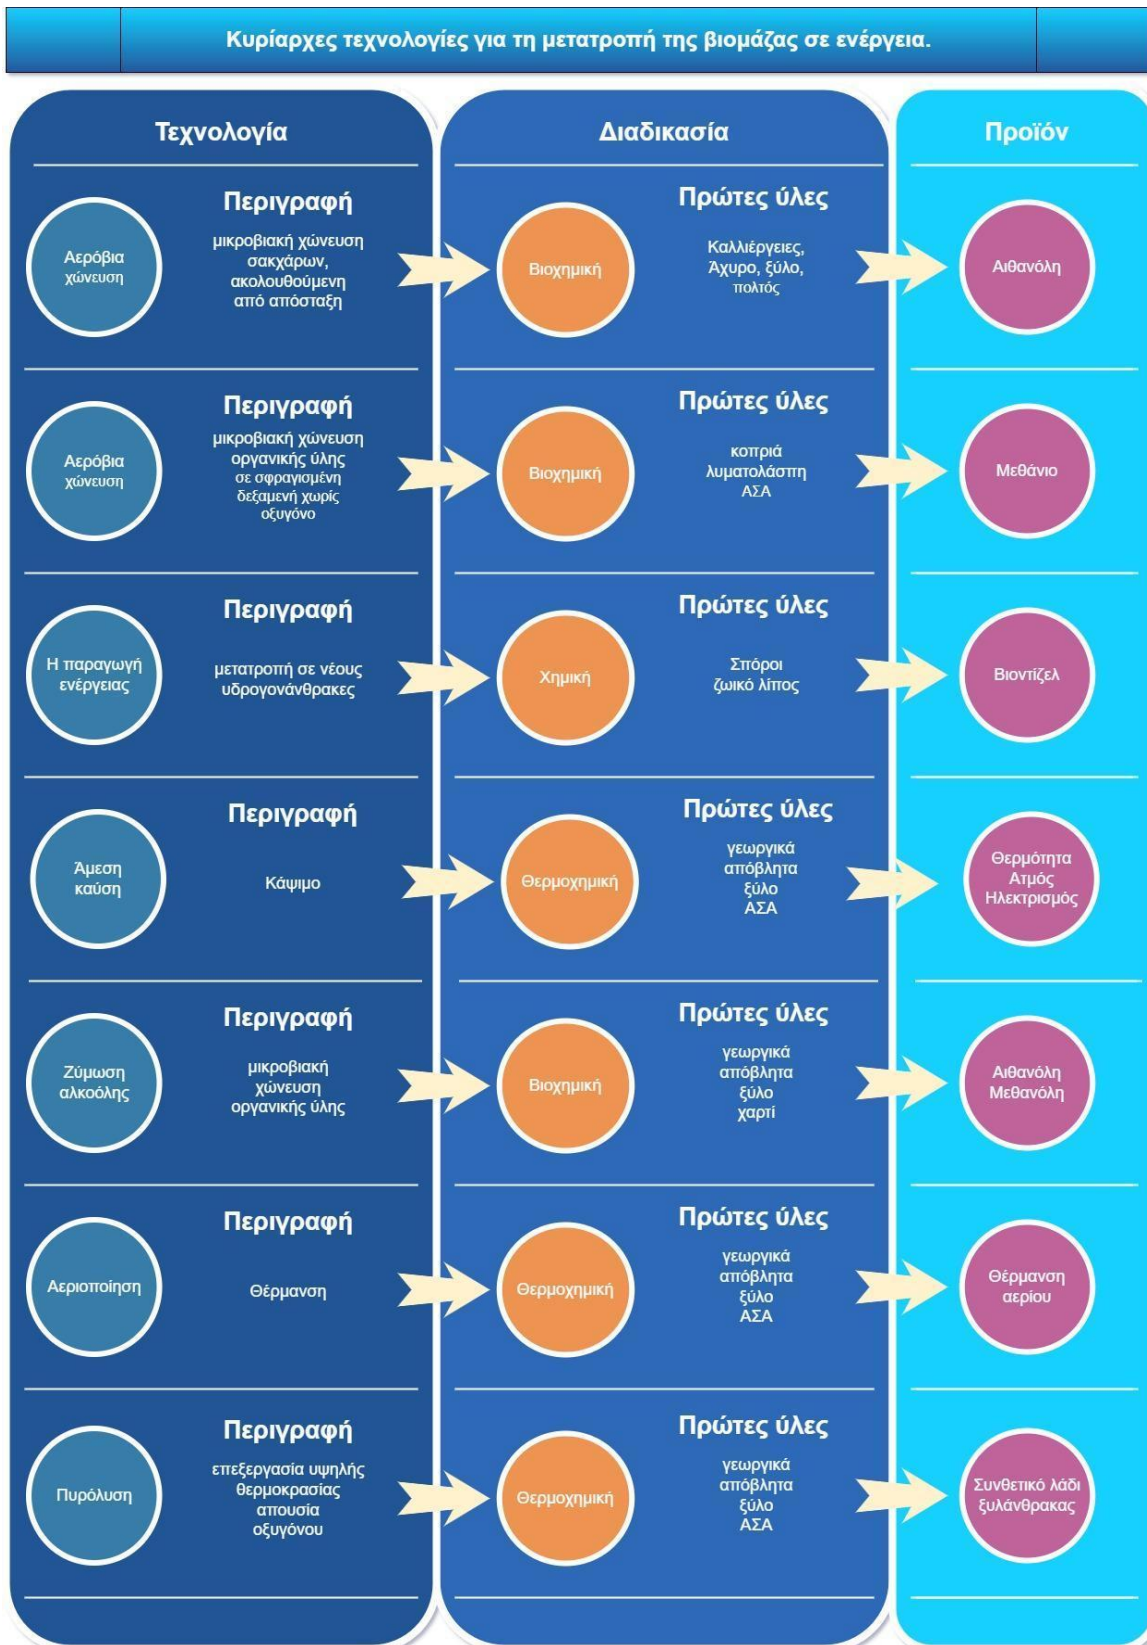 Κυρίαρχες τεχνολογίες για τη μετατροπή της βιομάζας σε ενέργεια.
Τεχνολογία
Διαδικασία
Προϊόν
Αερόβια
χώνευση
Περιγραφή
μικροβιακή χώνευση
σακχάρων,
ακολουθούμενη
από απόσταξη
Βιοχημική
Πρώτες ύλες
Καλλιέργειες,
Άχυρο, ξύλο,
πολτός
Αιθανόλη
Αερόβια
χώνευση
Περιγραφή
μικροβιακή χώνευση
οργανικής ύλης
σε σφραγισμένη
δεξαμενή χωρίς
οξυγόνο
Βιοχημική
Πρώτες ύλες
κοπριά
λυματολάσπη
ΑΣΑ
Μεθάνιο
Η παραγωγή
ενέργειας
Περιγραφή
μετατροπή σε νέους
υδρογονάνθρακες
Χημική
Πρώτες ύλες
Σπόροι
ζωικό λίπος
Βιοντίζελ
Άμεση
καύση
Περιγραφή
Κάψιμο
Θερμοχημική
Πρώτες ύλες
γεωργικά
απόβλητα
ξύλο
ΑΣΑ
Θερμότητα
Ατμός
Ηλεκτρισμός
Ζύμωση
αλκοόλης
Περιγραφή
μικροβιακή
χώνευση
οργανικής ύλης
Βιοχημική
Πρώτες ύλες
γεωργικά
απόβλητα
ξύλο
χαρτί
Αιθανόλη
Μεθανόλη
Αεριοποίηση
Περιγραφή
Θέρμανση
Θερμοχημική
Πρώτες ύλες
γεωργικά
απόβλητα
ξύλο
ΑΣΑ
Θέρμανση
αερίου
Πυρόλυση
Περιγραφή
επεξεργασία υψηλής
θερμοκρασίας
απουσία
οξυγόνου
Θερμοχημική
Πρώτες ύλες
γεωργικά
απόβλητα
ξύλο
ΑΣΑ
Συνθετικό λάδι
ξυλάνθρακας